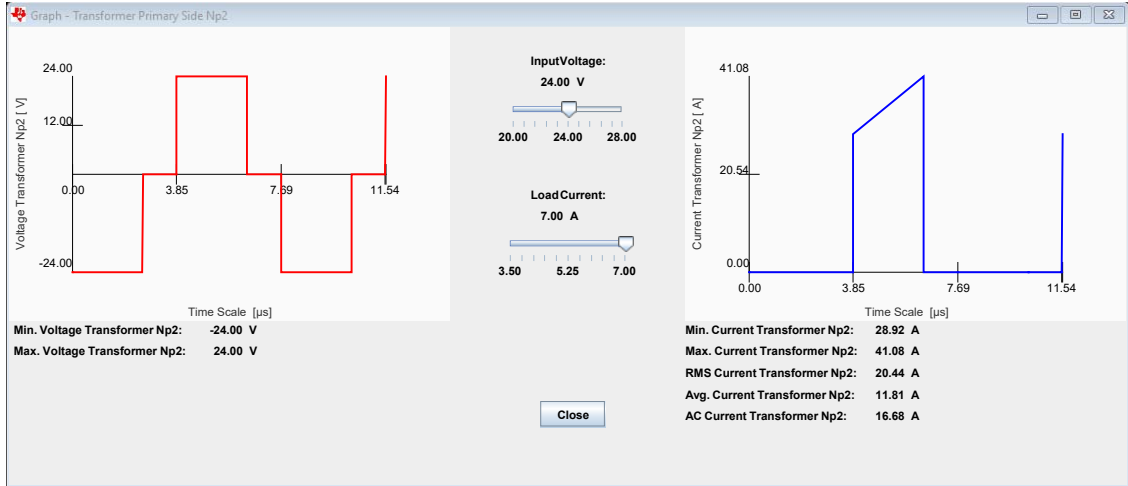 Graph - Transformer Primary Side Np2
24.00
12.00
0.00
3.85
7.69
11.54
-24.00
Voltage Transformer Np2 [ V]
Time Scale [µs]
Min. Voltage Transformer Np2: -24.00 V
Max. Voltage Transformer Np2: 24.00 V
InputVoltage:
24.00 V
20.00 24.00 28.00
LoadCurrent:
7.00 A
3.50 5.25 7.00
Close
41.08
20.54
0.00
0.00 3.85 7.69 11.54
Current Transformer Np2 [ A]
Time Scale [µs]
Min. Current Transformer Np2: 28.92 A
Max. Current Transformer Np2: 41.08 A
RMS Current Transformer Np2: 20.44 A
Avg. Current Transformer Np2: 11.81 A
AC Current Transformer Np2: 16.68 A